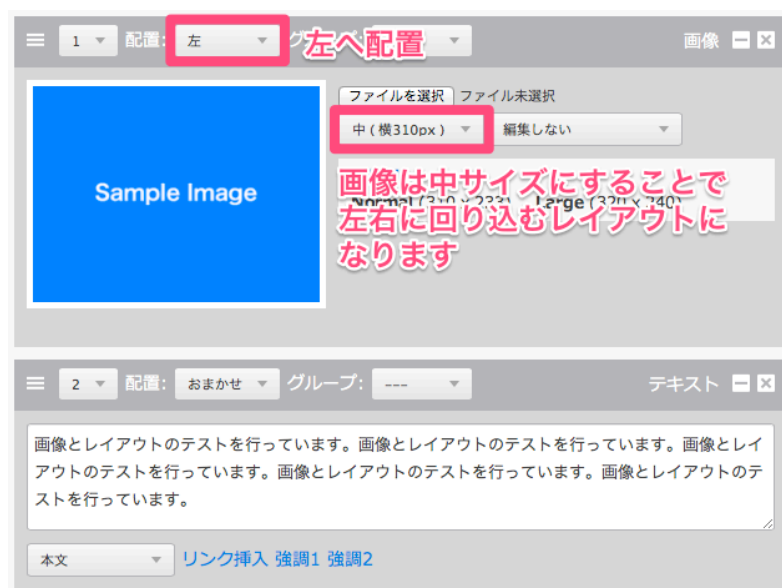 1 配置: 左 左へ配置 画像
ファイルを選択 ファイル未選択
中 ( 横310px ) 編集しない
Sample Image
画像は中サイズにすることで
Normal (310 x 233) Large (320 x 240)
左右に回り込むレイアウトに
なります
2 配置: おまかせ グループ: --- テキスト
画像とレイアウトのテストを行っています。画像とレイアウトのテストを行っています。画像とレイ
アウトのテストを行っています。画像とレイアウトのテストを行っています。画像とレイアウトのテ
ストを行っています。
本文 リンク挿入 強調1 強調2